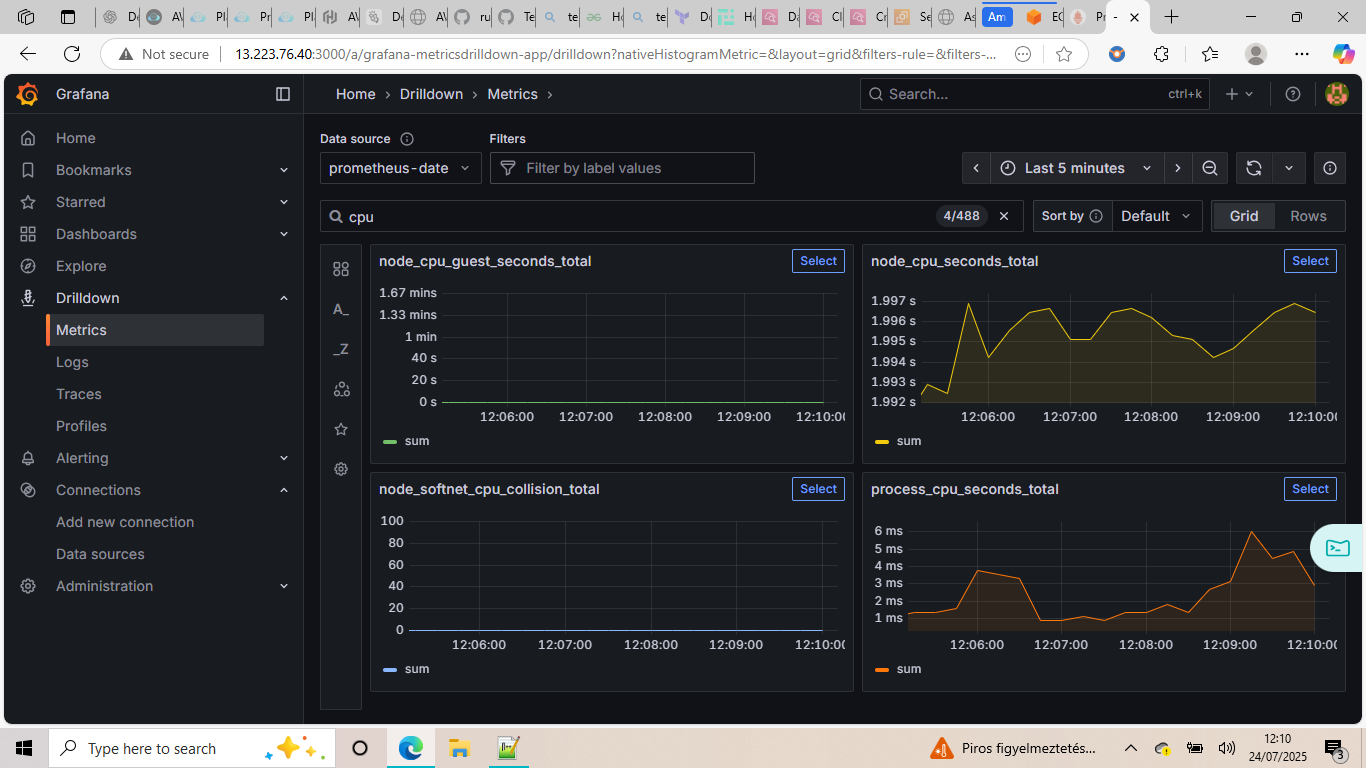 Not secure
13.223.76.40:3000/a/grafana-metricsdrilldown-app/drilldown?nativeHistogramMetric=&layout=grid&filters-rule=&filters-...
Grafana
Home > Drilldown > Metrics >
Search...
ctrl+k
Home
Bookmarks
Starred
Dashboards
Explore
Drilldown
Metrics
Logs
Traces
Profiles
Alerting
Connections
Add new connection
Data sources
Administration
Data source
Filters
prometheus-date
Filter by label values
Last 5 minutes
cpu
4/488
Sort by
Default
Grid
Rows
A_
_Z
node_cpu_guest_seconds_total
Select
1.67 mins
1.33 mins
1 min
40 s
20 s
0 s
12:06:00 12:07:00 12:08:00 12:09:00 12:10:00
sum
node_cpu_seconds_total
Select
1.997 s
1.996 s
1.995 s
1.994 s
1.993 s
1.992 s
12:06:00 12:07:00 12:08:00 12:09:00 12:10:00
sum
node_softnet_cpu_collision_total
Select
100
80
60
40
20
0
12:06:00 12:07:00 12:08:00 12:09:00 12:10:00
sum
process_cpu_seconds_total
Select
6 ms
5 ms
4 ms
3 ms
2 ms
1 ms
12:06:00 12:07:00 12:08:00 12:09:00 12:10:00
sum
Type here to search
Piros figyelmeztetés...
12:10
24/07/2025
3